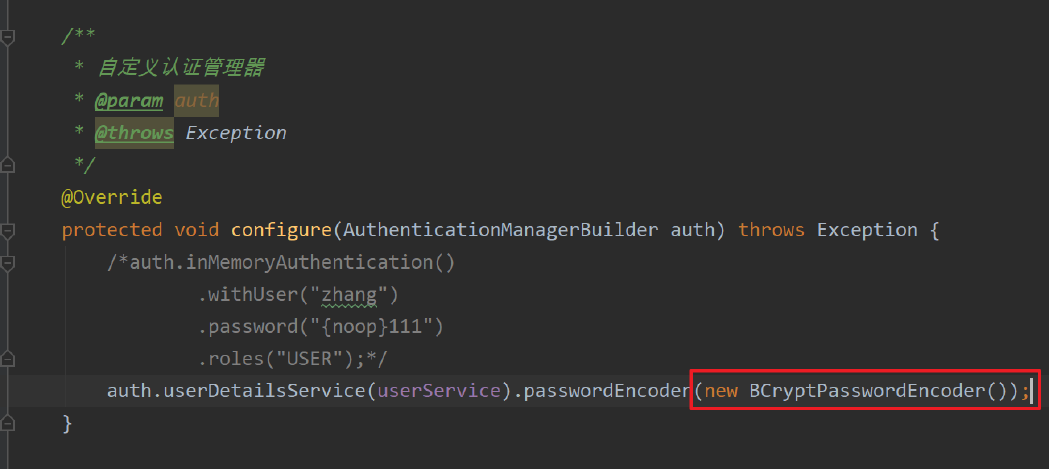 /**
* 自定义认证管理器
* @param auth
* @throws Exception
*/
@Override
protected void configure(AuthenticationManagerBuilder auth) throws Exception {
/*auth.inMemoryAuthentication()
.withUser("zhang")
.password("{noop}111")
.roles("USER");*/
auth.userDetailsService(userService).passwordEncoder(new BCryptPasswordEncoder());
}